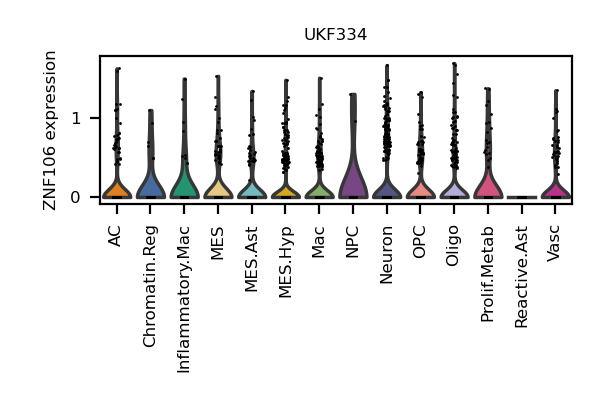 UKF334
ZNF106 expression
1
0
AC
Chromatin.Reg
Inflammatory.Mac
MES
MES.Ast
MES.Hyp
Mac
NPC
Neuron
OPC
Oligo
Prolif.Metab
Reactive.Ast
Vasc